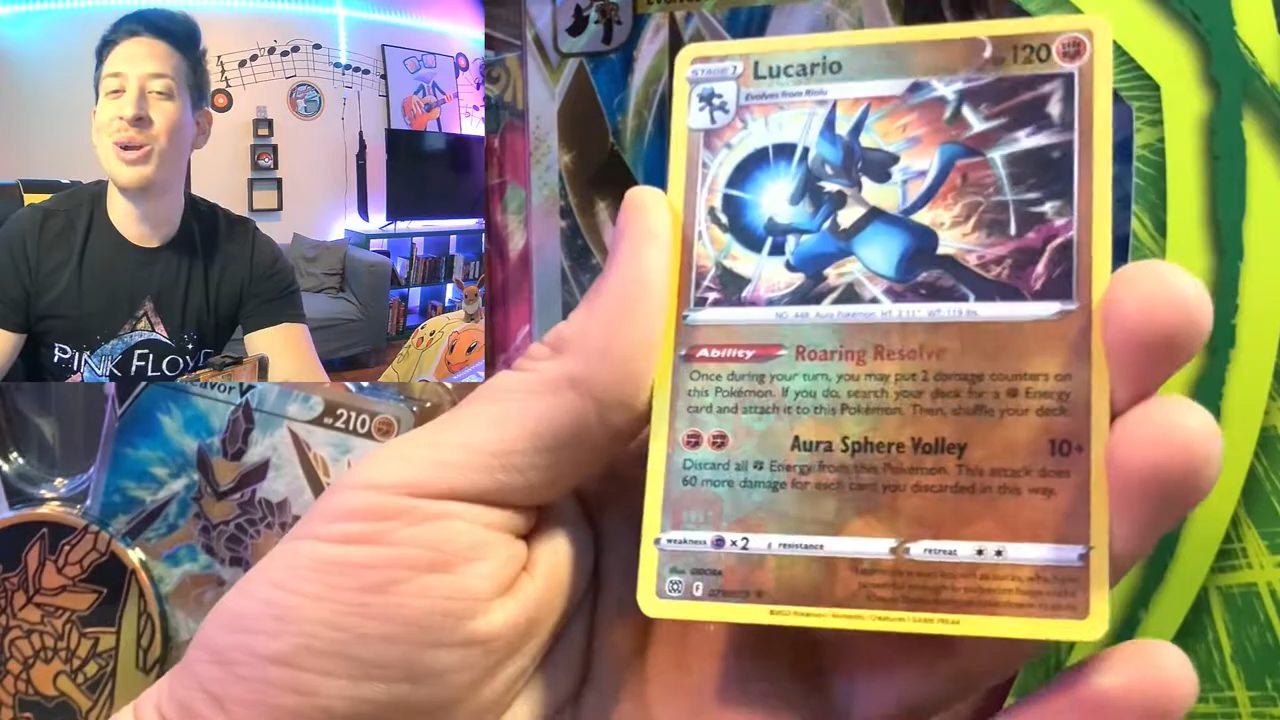 PINK FLOYD
eavor V
HP 210
Evolves
STAGE 1
Lucario
120
Evolves from Riolu
NO. 448 Aura Pokémon HT: 3'11" WT: 119 lbs.
Ability Roaring Resolve
Once during your turn, you may put 2 damage counters on
this Pokémon. If you do, search your deck for a Energy
card and attach it to this Pokémon. Then, shuffle your deck.
Aura Sphere Volley 10+
Discard all Energy from this Pokémon. This attack does
60 more damage for each card you discarded in this way.
weakness ×2 resistance retreat
F